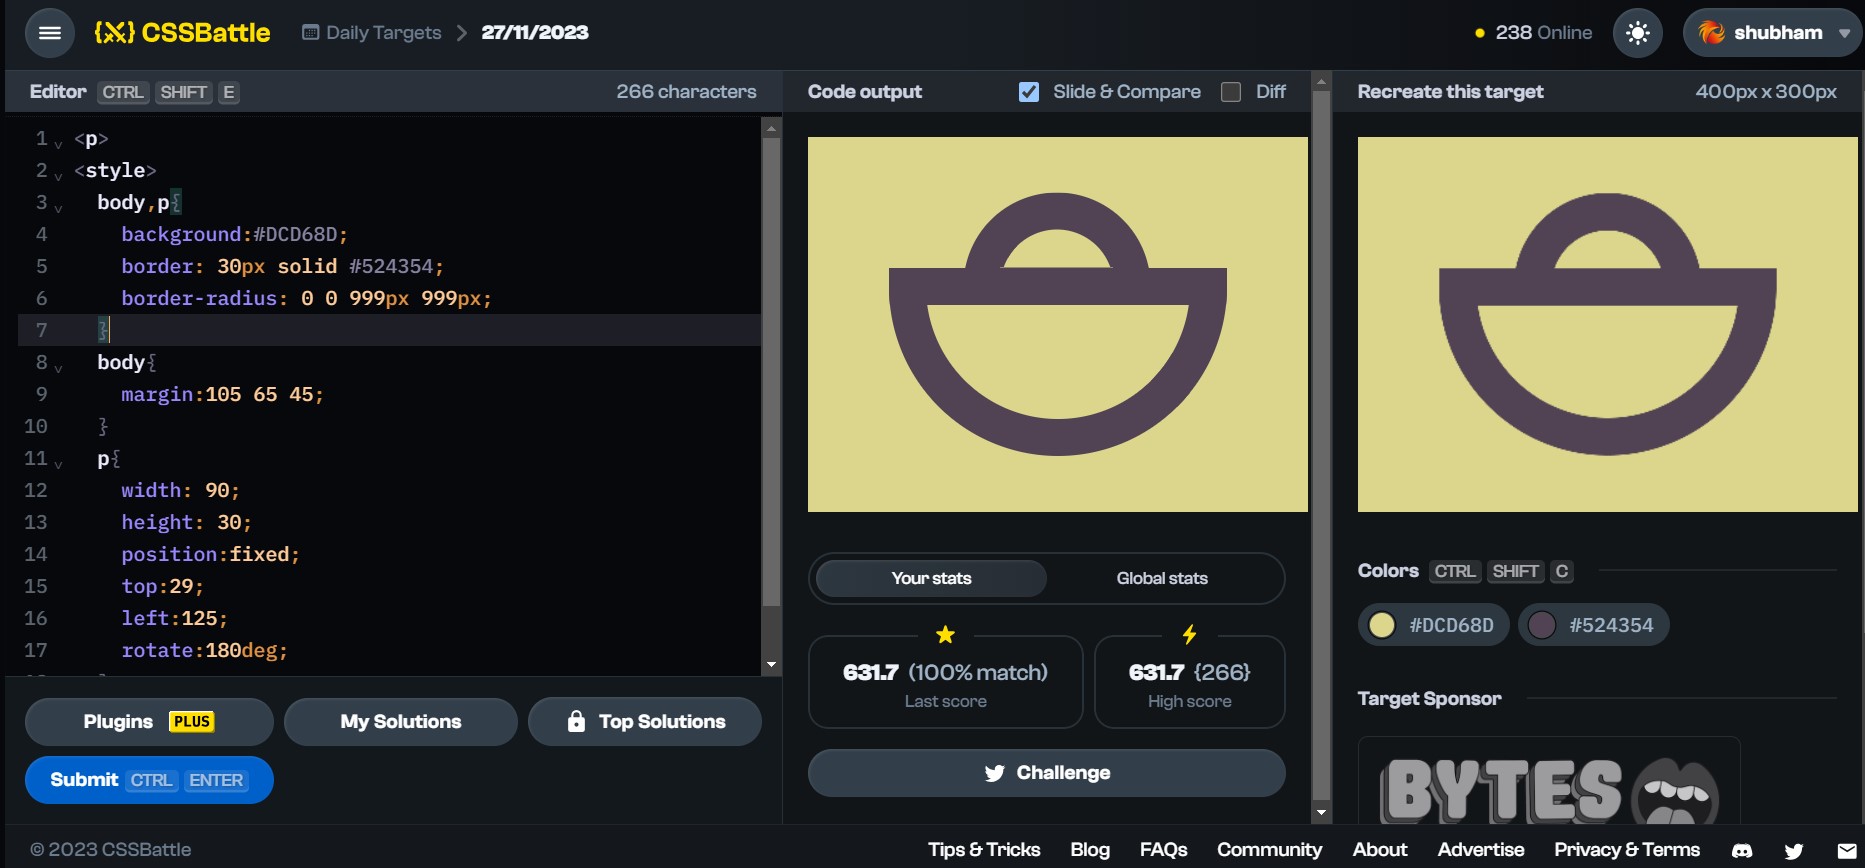 {X} CSSBattle Daily Targets > 27/11/2023 238 Online shubham
Editor CTRL SHIFT E 266 characters
1 <p>
2 <style>
3 body,p{
4 background:#DCD68D;
5 border: 30px solid #524354;
6 border-radius: 0 0 999px 999px;
7 }
8 body{
9 margin:105 65 45;
10 }
11 p{
12 width: 90;
13 height: 30;
14 position:fixed;
15 top:29;
16 left:125;
17 rotate:180deg;
Plugins PLUS My Solutions Top Solutions
Submit CTRL ENTER
Code output Slide & Compare Diff
Your stats Global stats
631.7 (100% match) 631.7 {266}
Last score High score
Challenge
Recreate this target 400px x 300px
Colors CTRL SHIFT C
#DCD68D #524354
Target Sponsor
BYTES
© 2023 CSSBattle Tips & Tricks Blog FAQs Community About Advertise Privacy & Terms